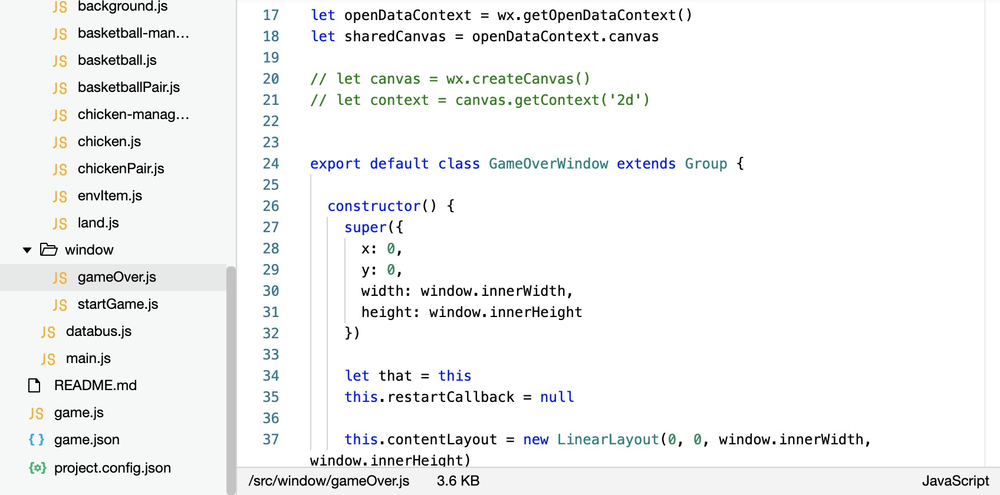 JS background.js
JS basketball-man...
JS basketball.js
JS basketballPair.js
JS chicken-manag...
JS chicken.js
JS chickenPair.js
JS envItem.js
JS land.js
window
JS gameOver.js
JS startGame.js
JS databus.js
JS main.js
README.md
JS game.js
{ } game.json
project.config.json
17 let openDataContext = wx.getOpenDataContext()
18 let sharedCanvas = openDataContext.canvas
19
20 // let canvas = wx.createCanvas()
21 // let context = canvas.getContext('2d')
22
23
24 export default class GameOverWindow extends Group {
25
26 constructor() {
27 super({
28 x: 0,
29 y: 0,
30 width: window.innerWidth,
31 height: window.innerHeight
32 })
33
34 let that = this
35 this.restartCallback = null
36
37 this.contentLayout = new LinearLayout(0, 0, window.innerWidth,
window.innerHeight)
/src/window/gameOver.js 3.6 KB JavaScript